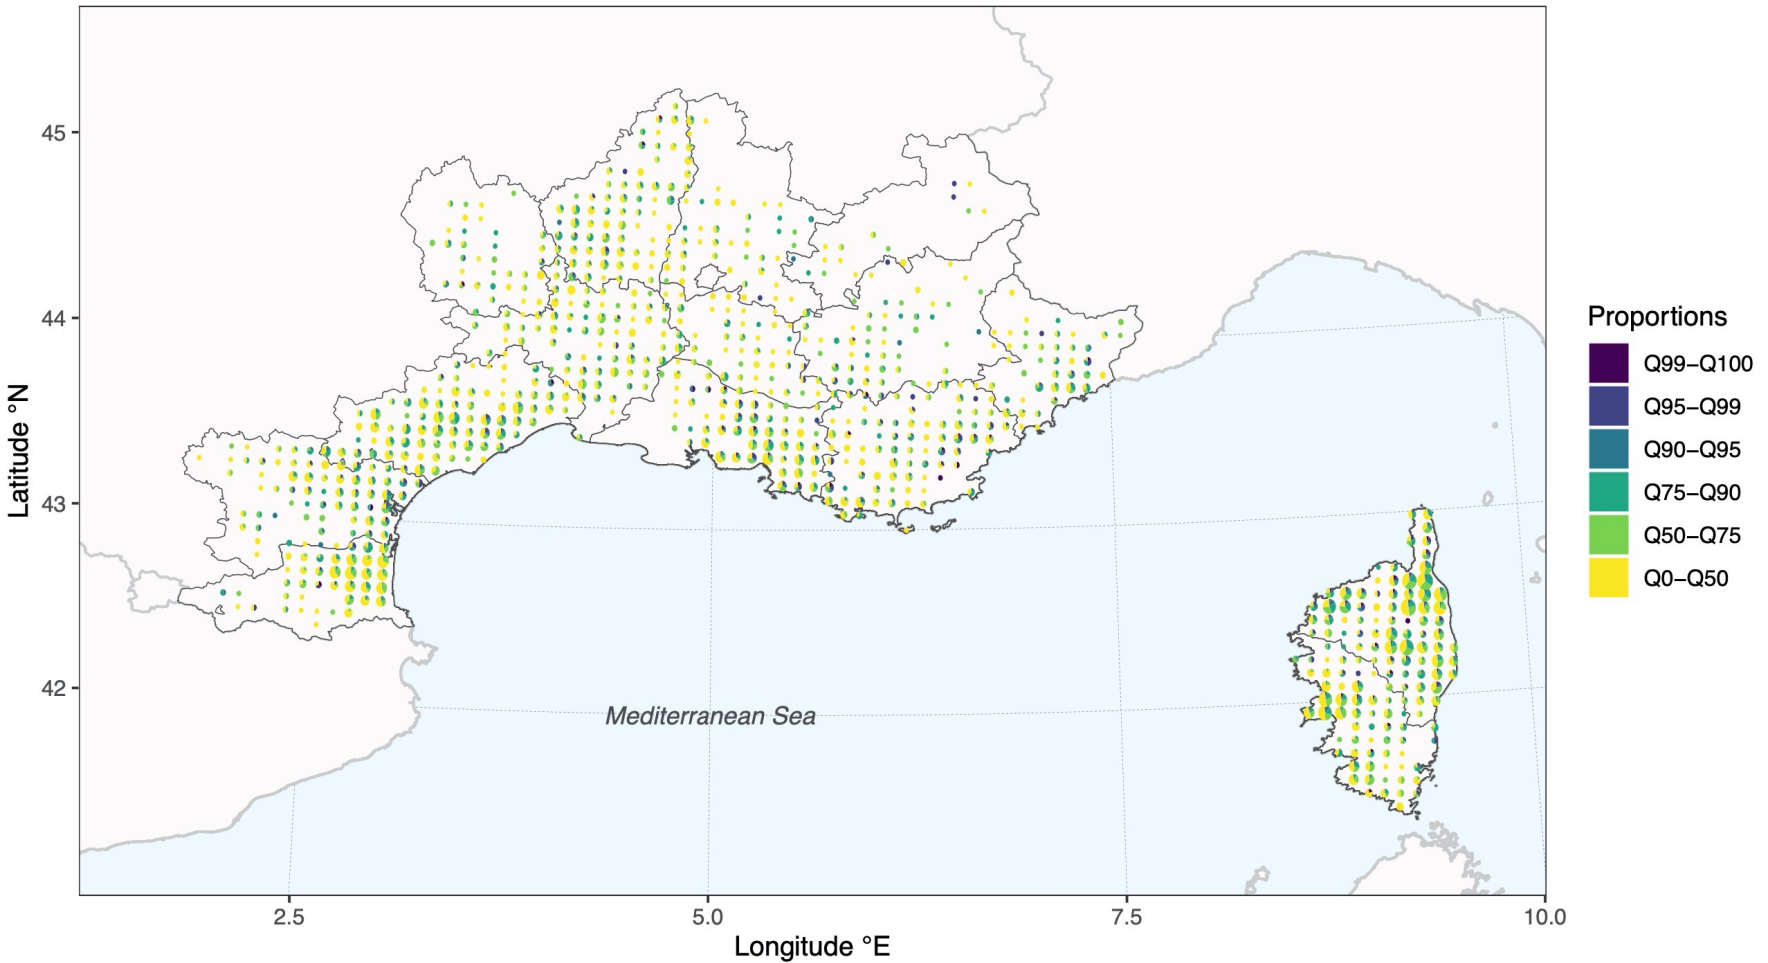 45
44
43
42
Latitude °N
Mediterranean Sea
2.5
5.0
7.5
10.0
Longitude °E
Proportions
Q99−Q100
Q95−Q99
Q90−Q95
Q75−Q90
Q50−Q75
Q0−Q50